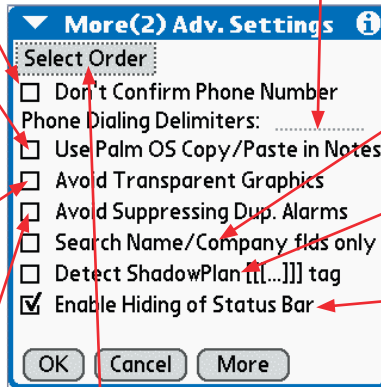 More(2) Adv. Settings i
Select Order
Don't Confirm Phone Number
Phone Dialing Delimiters:
Use Palm OS Copy/Paste in Notes
Avoid Transparent Graphics
Avoid Suppressing Dup. Alarms
Search Name/Company flds only
Detect ShadowPlan [[[...]]] tag
Enable Hiding of Status Bar
OK Cancel More